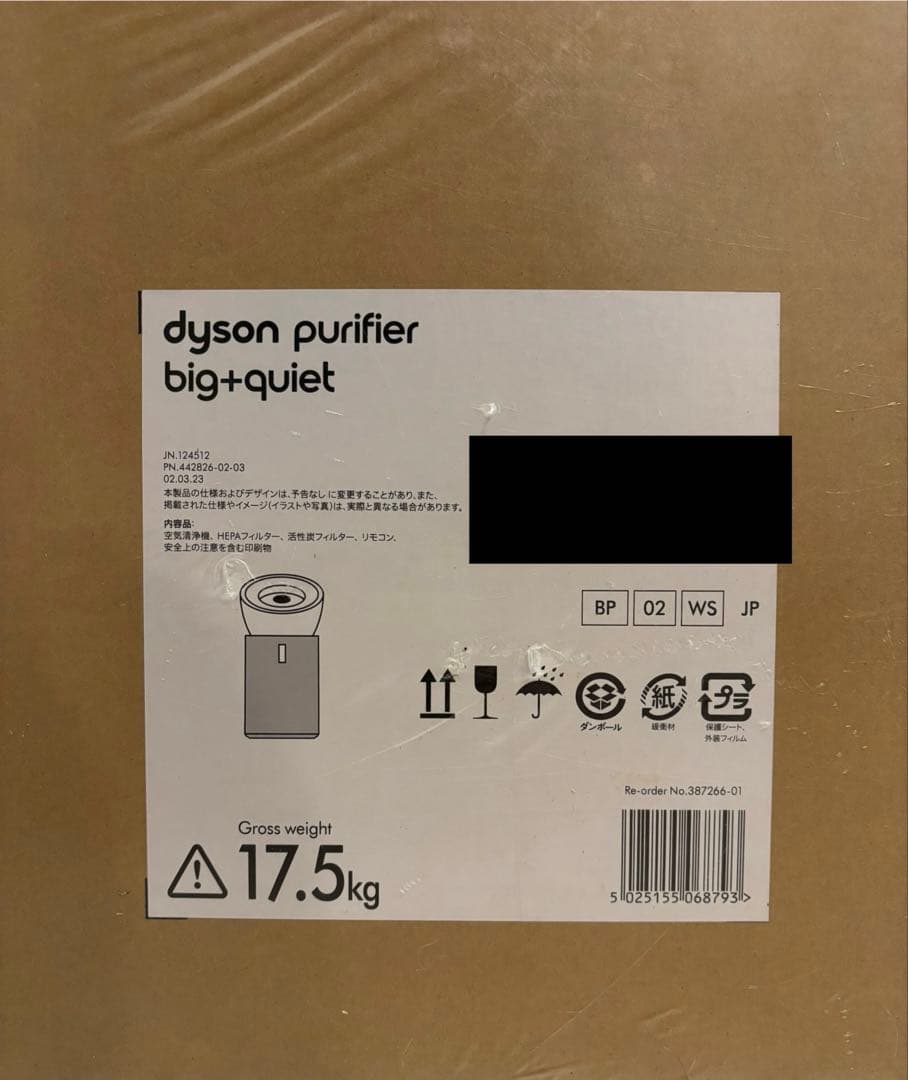 dyson purifier
big+quiet
JN.124512
PN.442826-02-03
02.03.23
本製品の仕様およびデザインは、予告なしに変更することがあり、また、
掲載された仕様やイメージ(イラストや写真)は、実際と異なる場合があります。
内容品:
空気清浄機、HEPAフィルター、活性炭フィルター、リモコン、
安全上の注意を含む印刷物
BP 02 WS JP
ダンボール
紙
緩衝材
プラ
保護シート、
外装フィルム
Re-order No.387266-01
Gross weight
17.5kg
5 025155 068793 >